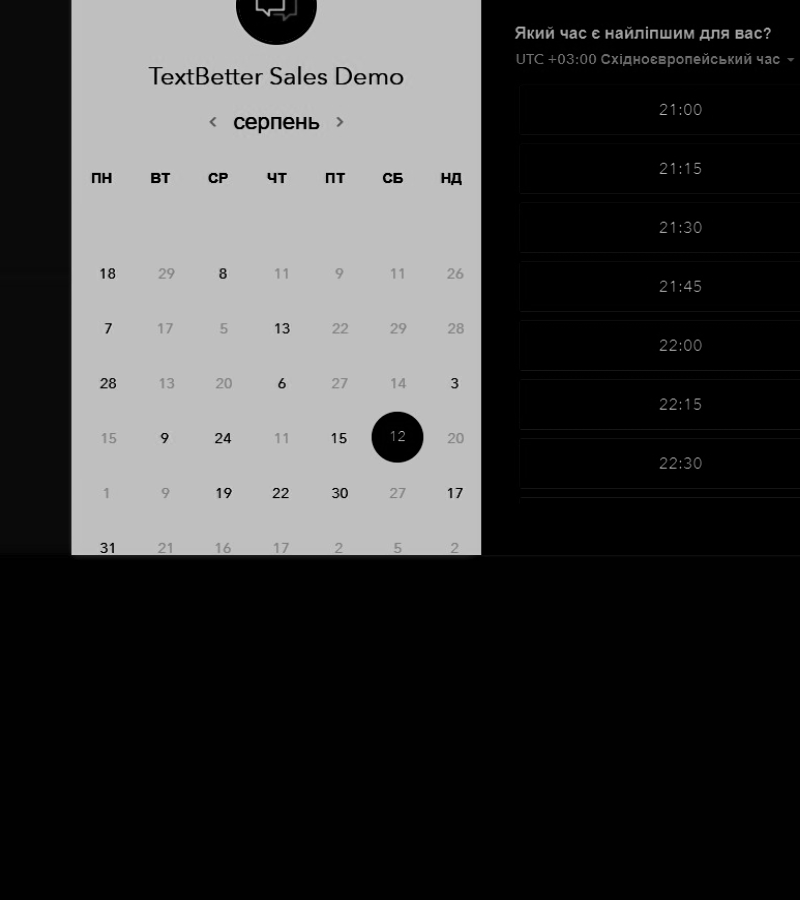 TextBetter Sales Demo
серпень
ПН ВТ СР ЧТ ПТ СБ НД
18 29 8 11 9 11 26
7 17 5 13 22 29 28
28 13 20 6 27 14 3
15 9 24 11 15 12 20
1 9 19 22 30 27 17
31 21 16 17 2 5 2
Який час є найліпшим для вас?
UTC +03:00 Східноєвропейський час
21:00
21:15
21:30
21:45
22:00
22:15
22:30